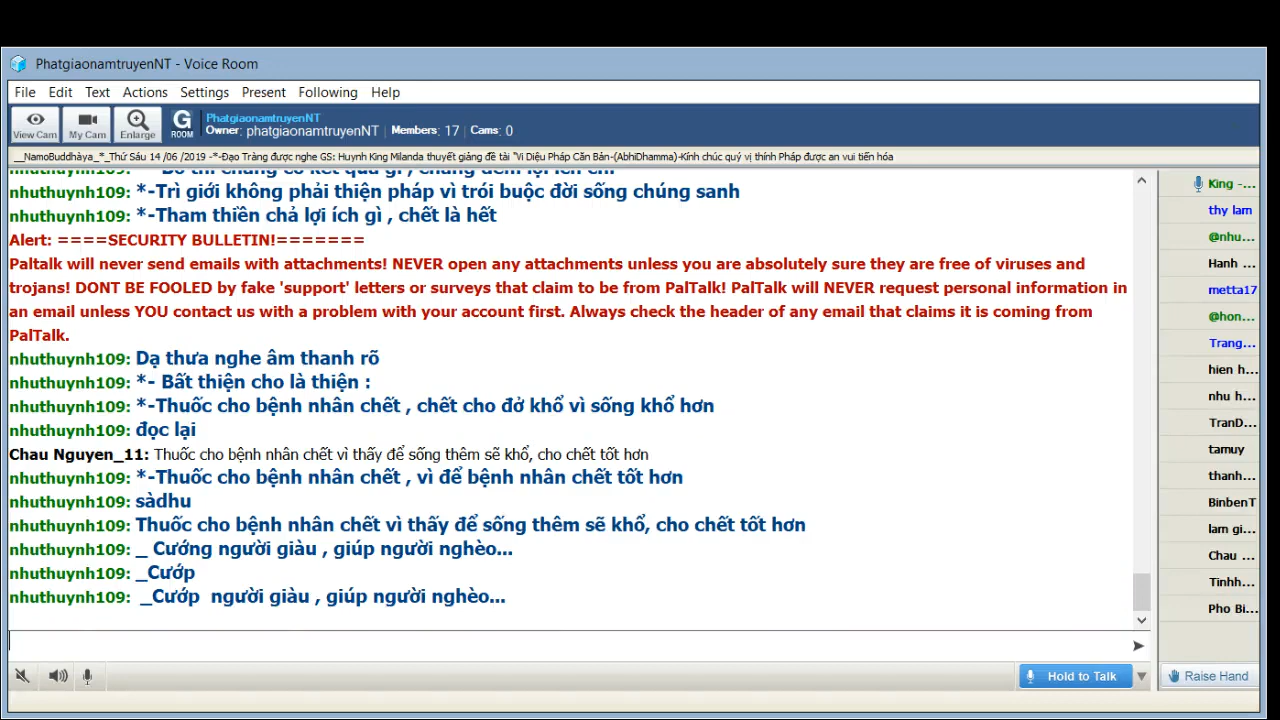 PhatgiaonamtruyenNT - Voice Room
File Edit Text Actions Settings Present Following Help
View Cam My Cam Enlarge G ROOM PhatgiaonamtruyenNT
Owner: phatgiaonamtruyenNT | Members: 17 | Cams: 0
__NamoBuddhàya_*_Thứ Sáu 14 /06 /2019 -*-Đạo Tràng được nghe GS: Huynh King Milanda thuyết giảng đề tài "Vi Diệu Pháp Căn Bản-(AbhiDhamma)-Kính chúc quý vị thính Pháp được an vui tiến hóa
nhuthuynh109: *-Trì giới không phải thiện pháp vì trói buộc đời sống chúng sanh
nhuthuynh109: *-Tham thiền chả lợi ích gì , chết là hết
Alert: ====SECURITY BULLETIN!=======
Paltalk will never send emails with attachments! NEVER open any attachments unless you are absolutely sure they are free of viruses and
trojans! DONT BE FOOLED by fake 'support' letters or surveys that claim to be from PalTalk! PalTalk will NEVER request personal information in
an email unless YOU contact us with a problem with your account first. Always check the header of any email that claims it is coming from
PalTalk.
nhuthuynh109: Dạ thưa nghe âm thanh rõ
nhuthuynh109: *- Bất thiện cho là thiện :
nhuthuynh109: *-Thuốc cho bệnh nhân chết , chết cho đở khổ vì sống khổ hơn
nhuthuynh109: đọc lại
Chau Nguyen_11: Thuốc cho bệnh nhân chết vì thấy để sống thêm sẽ khổ, cho chết tốt hơn
nhuthuynh109: *-Thuốc cho bệnh nhân chết , vì để bệnh nhân chết tốt hơn
nhuthuynh109: sàdhu
nhuthuynh109: Thuốc cho bệnh nhân chết vì thấy để sống thêm sẽ khổ, cho chết tốt hơn
nhuthuynh109: _ Cướng người giàu , giúp người nghèo...
nhuthuynh109: _Cướp
nhuthuynh109: _Cướp người giàu , giúp người nghèo...
King -...
thy lam
@nhu...
Hanh ...
metta17
@hon...
Trang...
hien h...
nhu h...
TranD...
tamuy
thanh...
BinbenT
lam gi...
Chau ...
Tinhh...
Pho Bi...
Hold to Talk
Raise Hand